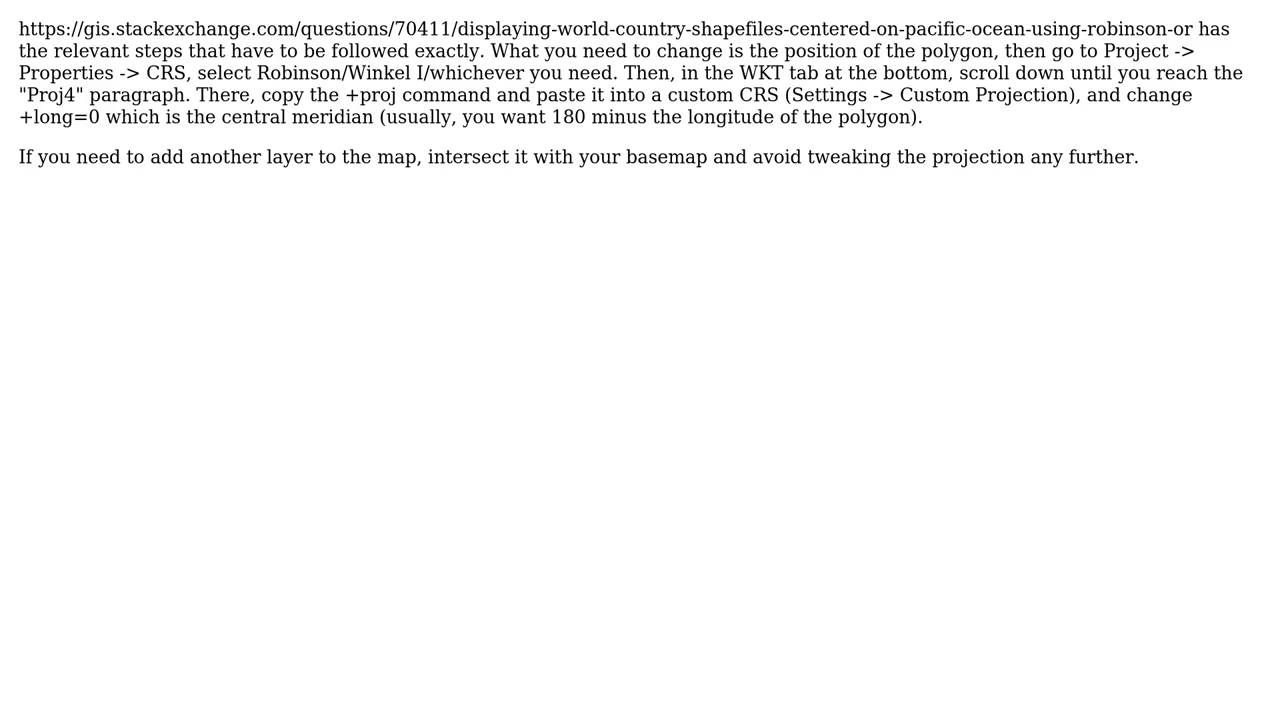 https://gis.stackexchange.com/questions/70411/displaying-world-country-shapefiles-centered-on-pacific-ocean-using-robinson-or has
the relevant steps that have to be followed exactly. What you need to change is the position of the polygon, then go to Project ->
Properties -> CRS, select Robinson/Winkel I/whichever you need. Then, in the WKT tab at the bottom, scroll down until you reach the
"Proj4" paragraph. There, copy the +proj command and paste it into a custom CRS (Settings -> Custom Projection), and change
+long=0 which is the central meridian (usually, you want 180 minus the longitude of the polygon).
If you need to add another layer to the map, intersect it with your basemap and avoid tweaking the projection any further.